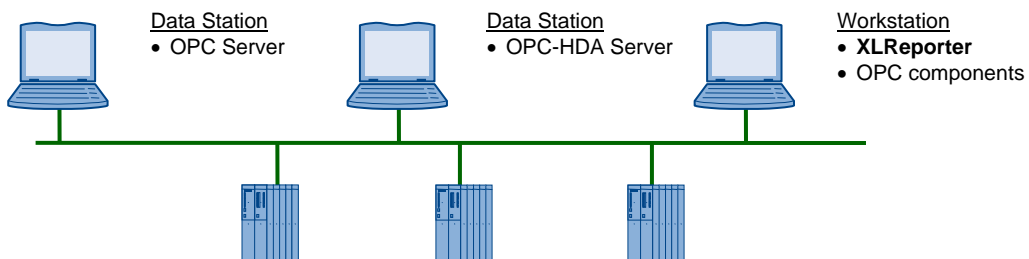 Data Station
• OPC Server
Data Station
• OPC-HDA Server
Workstation
• XLReporter
• OPC components